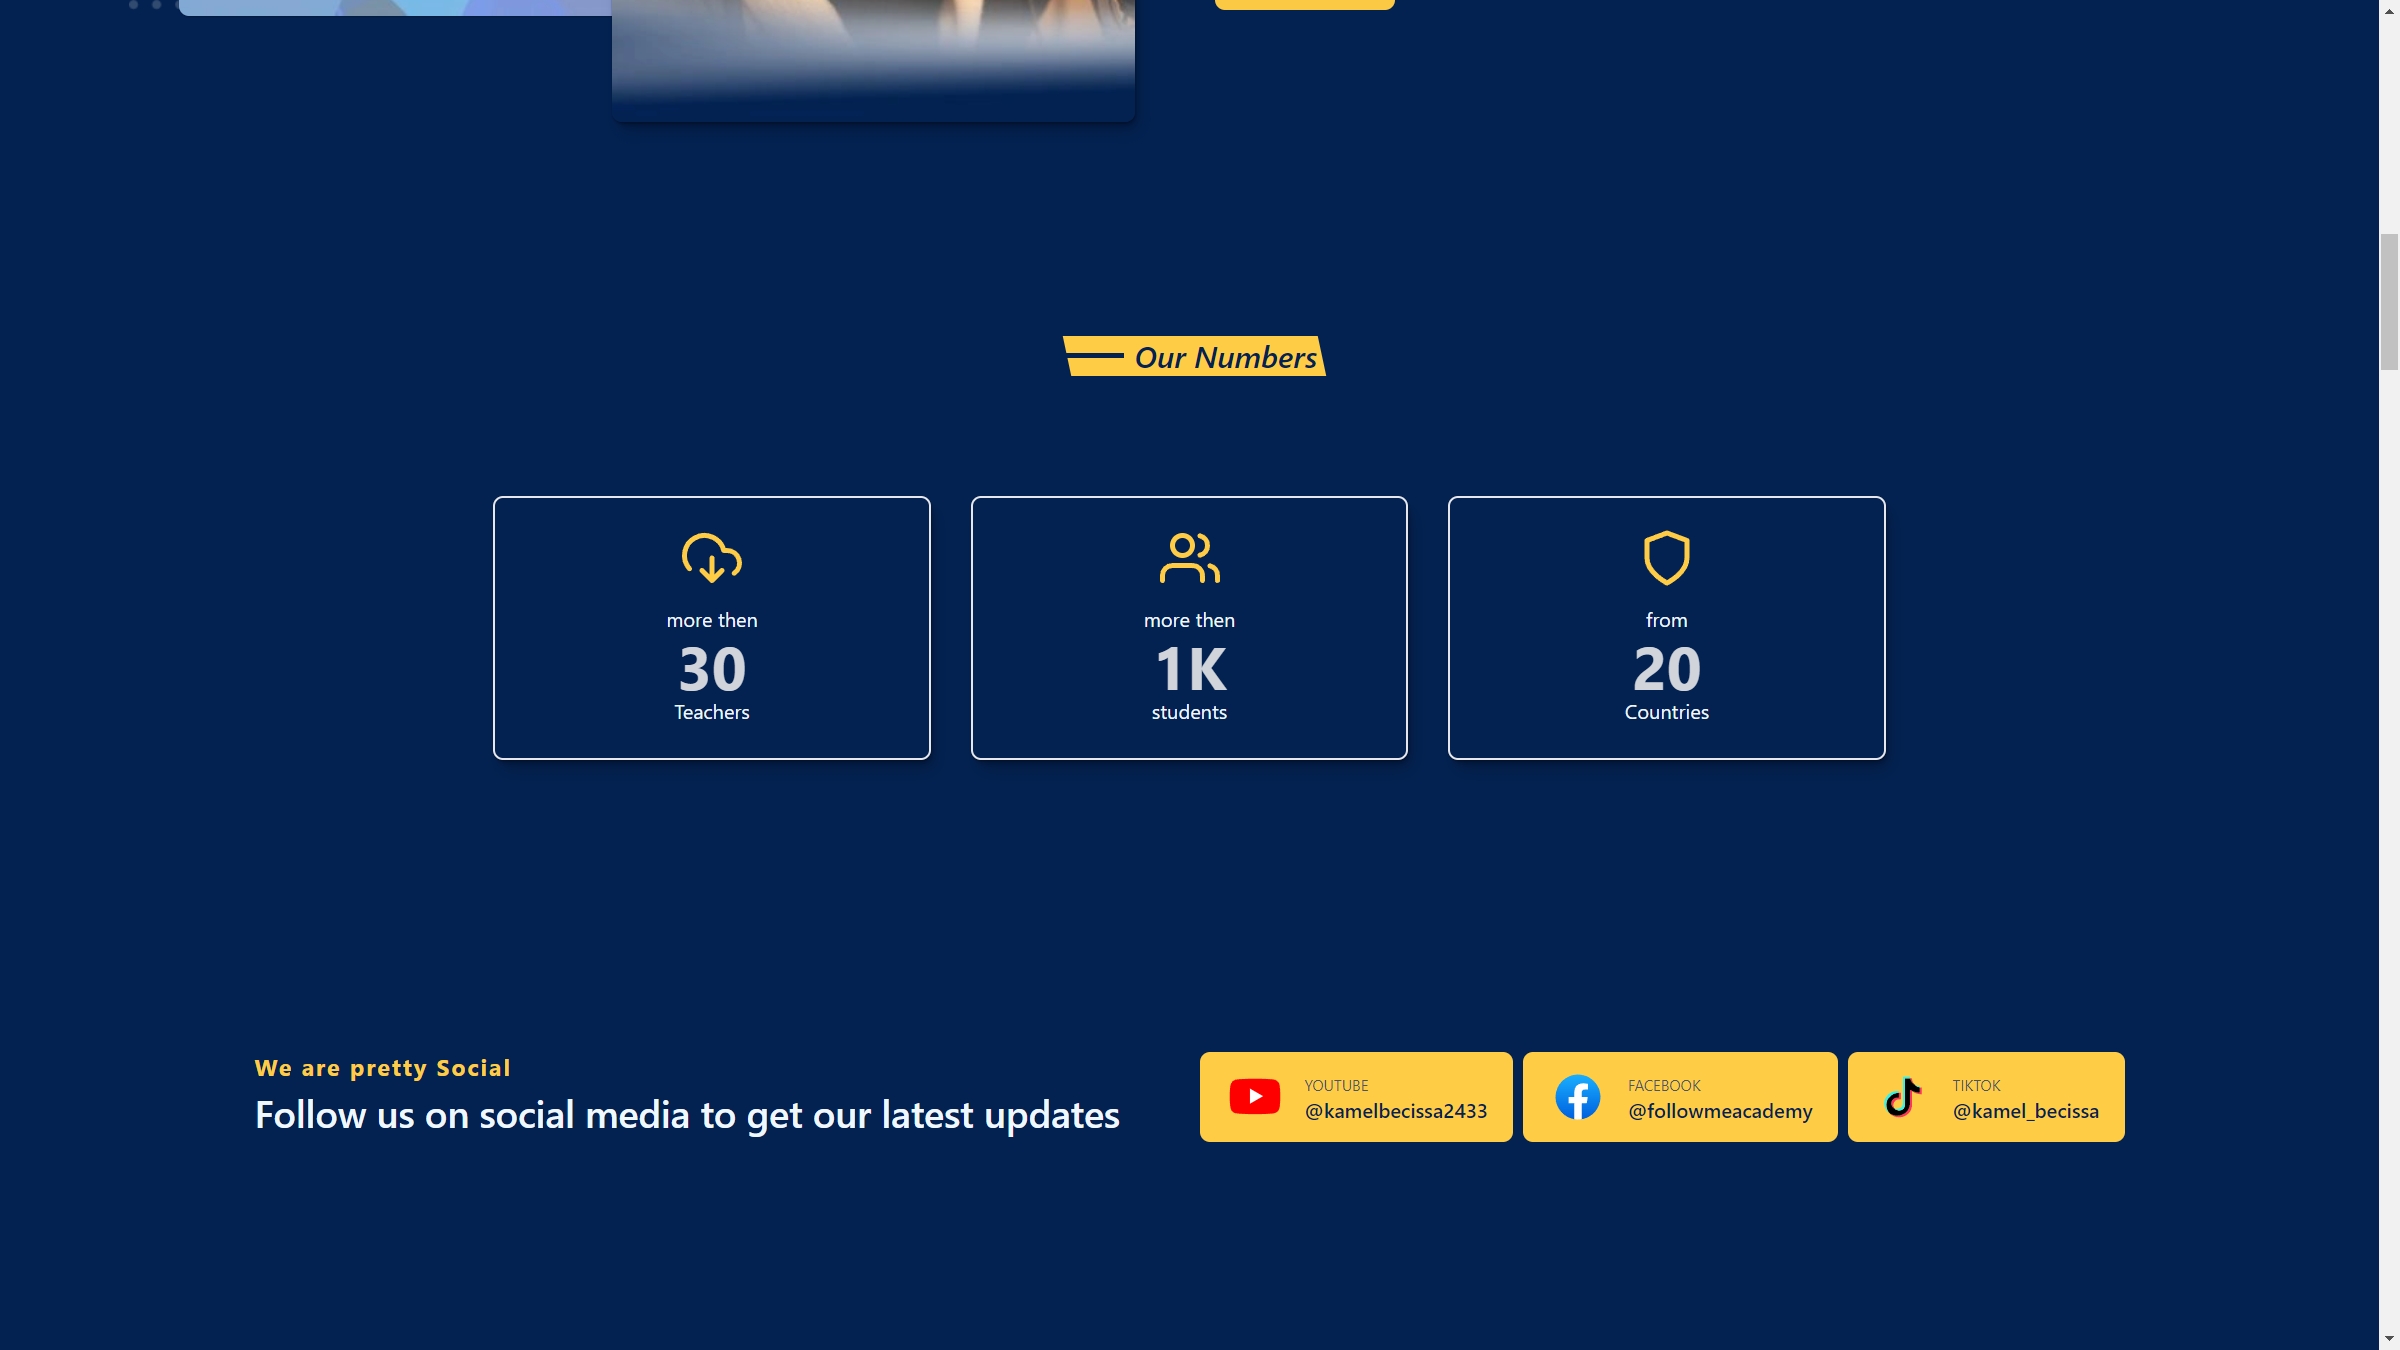 Our Numbers
more then
30
Teachers
more then
1K
students
from
20
Countries
We are pretty Social
Follow us on social media to get our latest updates
YOUTUBE
@kamelbecissa2433
FACEBOOK
@followmeacademy
TIKTOK
@kamel_becissa